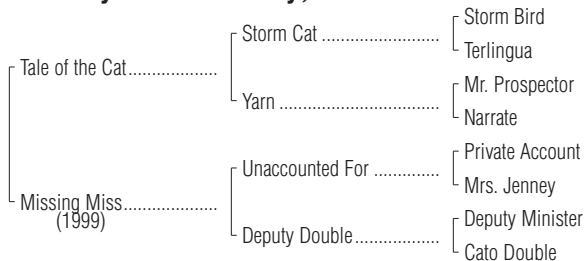 Storm Bird
Storm Cat ........................
Terlingua
Tale of the Cat..................
Mr. Prospector
Yarn ................................
Narrate
Private Account
Unaccounted For .............
Mrs. Jenney
Missing Miss...................
(1999)
Deputy Minister
Deputy Double.................
Cato Double